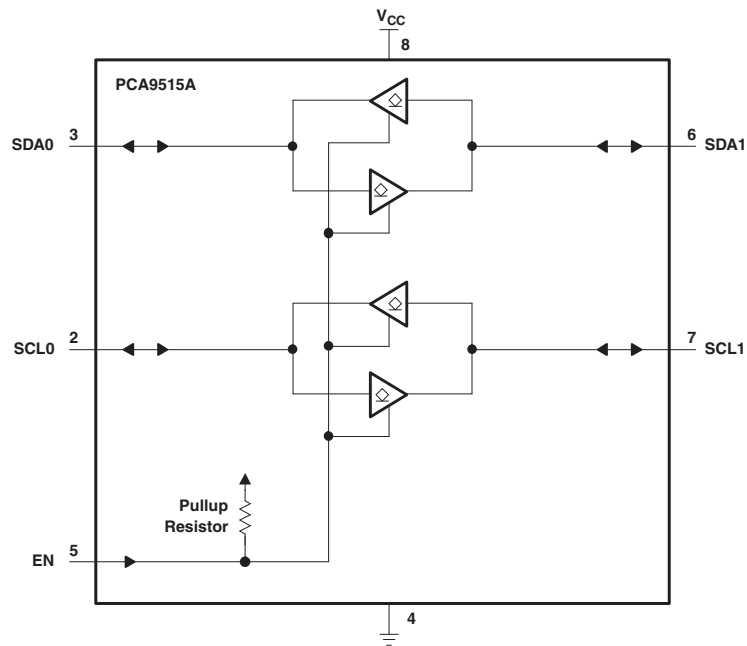 VCC
8
PCA9515A
SDA0 3
6 SDA1
SCL0 2
7 SCL1
Pullup
Resistor
EN 5
4